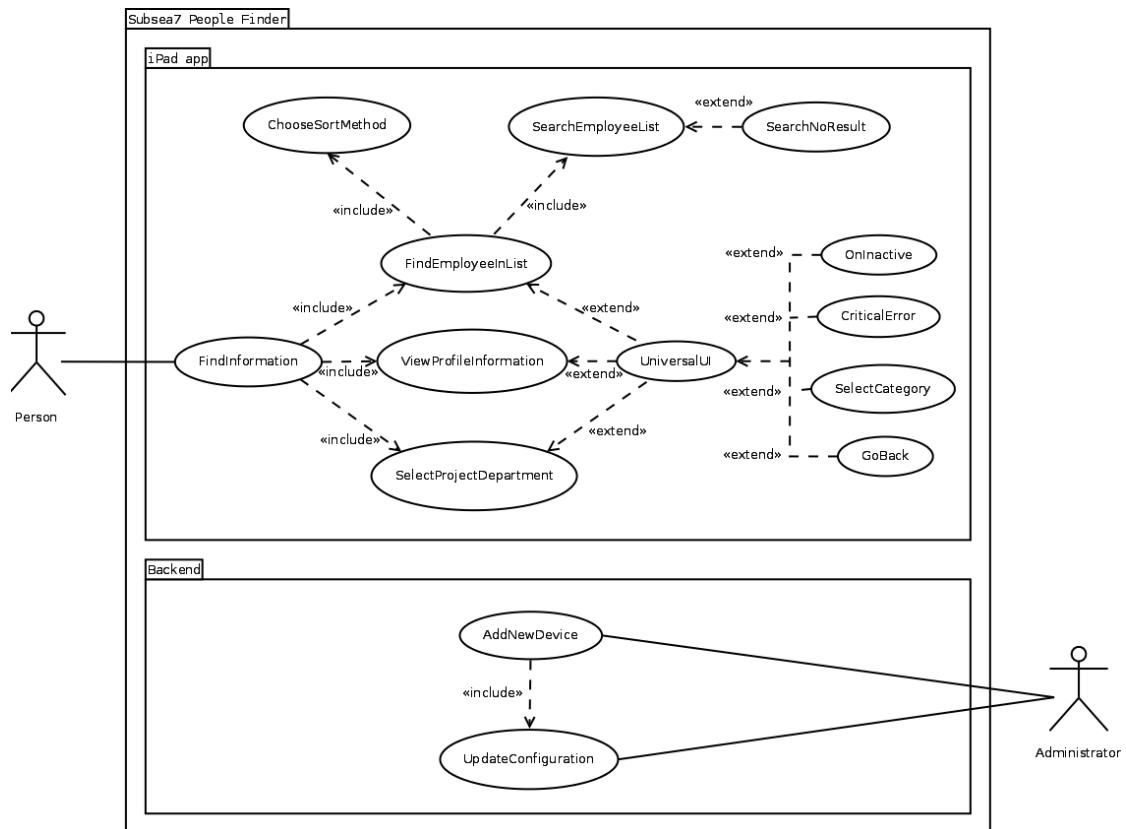 Subsea7 People Finder
iPad app
ChooseSortMethod
SearchEmployeeList
«extend»
SearchNoResult
«include»
«include»
FindEmployeeInList
«extend»
OnInactive
«include»
«extend»
«extend»
CriticalError
Person
FindInformation
«include»
ViewProfileInformation
«extend»
UniversalUI
«extend»
SelectCategory
«include»
«extend»
SelectProjectDepartment
«extend»
GoBack
Backend
AddNewDevice
«include»
UpdateConfiguration
Administrator